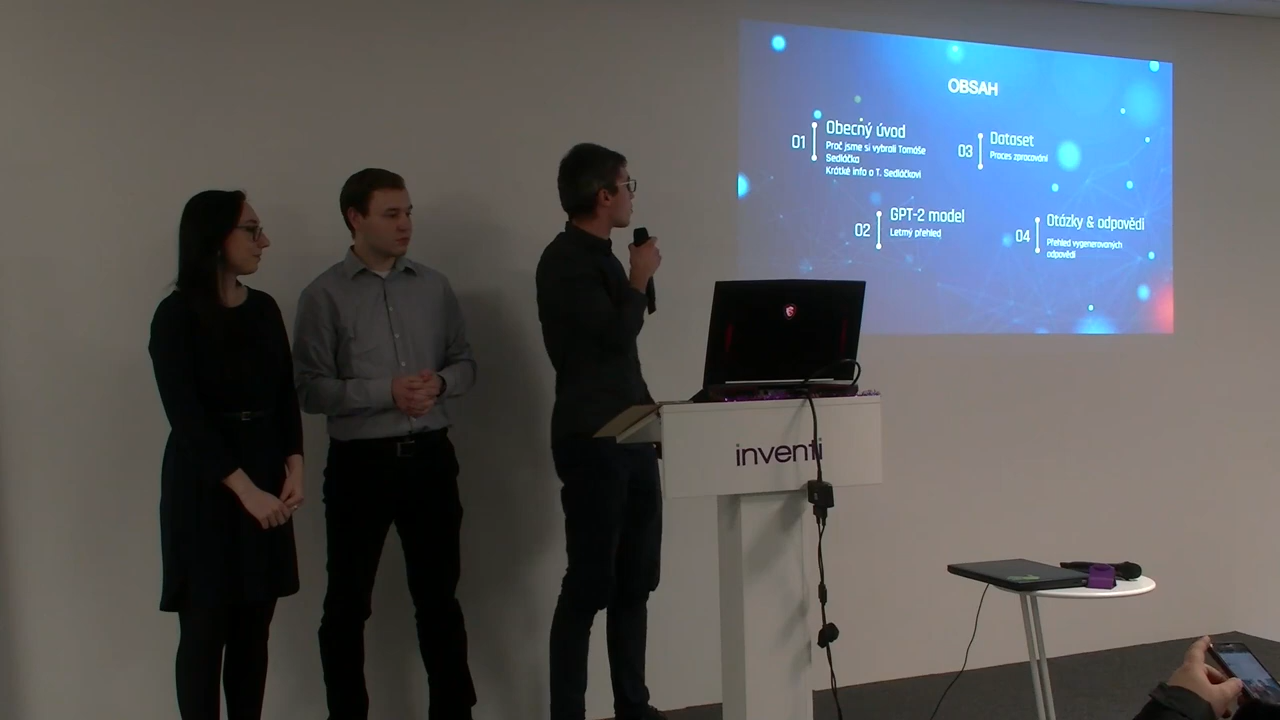 OBSAH
01
Obecný úvod
Proč jsme si vybrali Tomáše
Sedláčka
Krátké info o T. Sedláčkovi
02
GPT-2 model
Letmý přehled
03
Dataset
Proces zpracování
04
Otázky & odpovědi
Přehled vygenerovaných
odpovědí
inventi